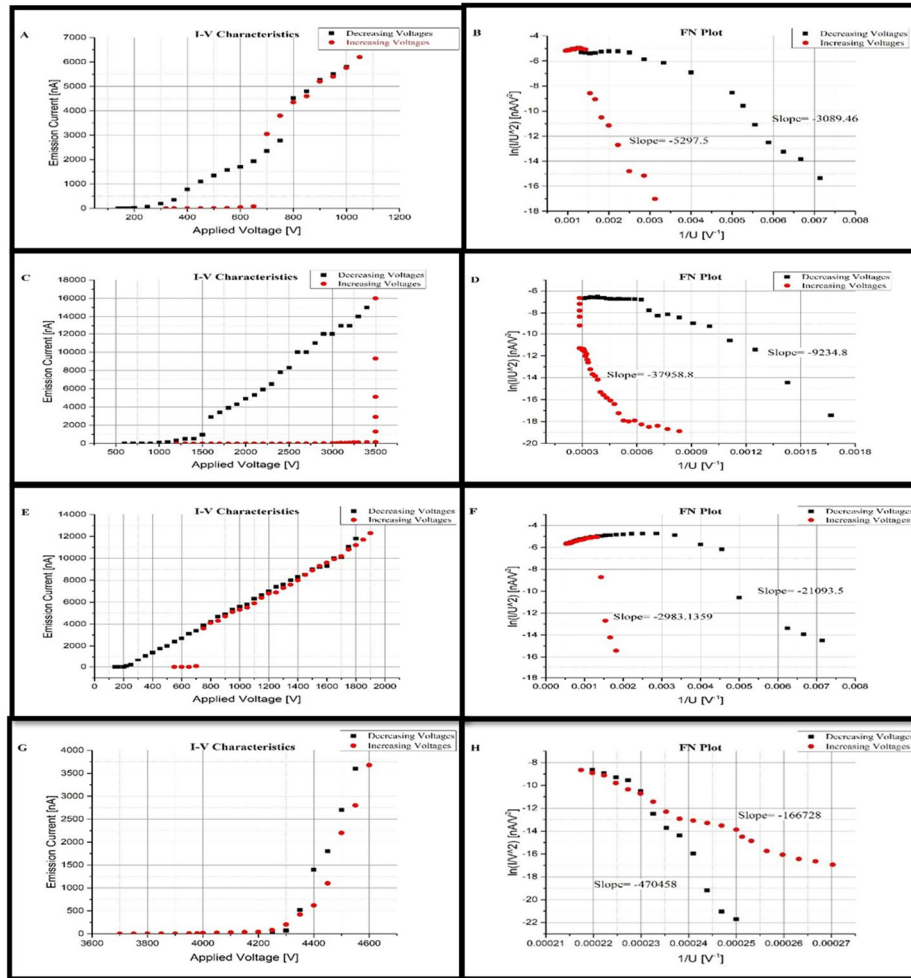 A
I-V Characteristics
Decreasing Voltages
Increasing Voltages
Emission Current [nA]
7000
6000
5000
4000
3000
2000
1000
0
200 400 600 800 1000 1200
Applied Voltage [V]
B
FN Plot
Decreasing Voltages
Increasing Voltages
ln(I/U^2) [nA/V²]
-4
-6
-8
-10
-12
-14
-16
-18
Slope= -3089.46
Slope= -5297.5
0.001 0.002 0.003 0.004 0.005 0.006 0.007 0.008
1/U [V⁻¹]
C
I-V Characteristics
Decreasing Voltages
Increasing Voltages
Emission Current [nA]
18000
16000
14000
12000
10000
8000
6000
4000
2000
0
500 1000 1500 2000 2500 3000 3500
Applied Voltage [V]
D
FN Plot
Decreasing Voltages
Increasing Voltages
ln(I/U^2) [nA/V²]
-6
-8
-10
-12
-14
-16
-18
-20
Slope= -9234.8
Slope= -37958.8
0.0003 0.0006 0.0009 0.0012 0.0015 0.0018
1/U [V⁻¹]
E
I-V Characteristics
Decreasing Voltages
Increasing Voltages
Emission Current [nA]
14000
12000
10000
8000
6000
4000
2000
0
0 200 400 600 800 1000 1200 1400 1600 1800 2000
Applied Voltage [V]
F
FN Plot
Decreasing Voltages
Increasing Voltages
ln(I/U^2) [nA/V²]
-4
-6
-8
-10
-12
-14
-16
-18
Slope= -21093.5
Slope= -2983.1359
0.000 0.001 0.002 0.003 0.004 0.005 0.006 0.007 0.008
1/U [V⁻¹]
G
I-V Characteristics
Decreasing Voltages
Increasing Voltages
Emission Current [nA]
4000
3500
3000
2500
2000
1500
1000
500
0
3600 3800 4000 4200 4400 4600
Applied Voltage [V]
H
FN Plot
Decreasing Voltages
Increasing Voltages
ln(I/V^2) [nA/V²]
-8
-10
-12
-14
-16
-18
-20
-22
Slope= -166728
Slope= -470458
0.00021 0.00022 0.00023 0.00024 0.00025 0.00026 0.00027
1/U [V⁻¹]